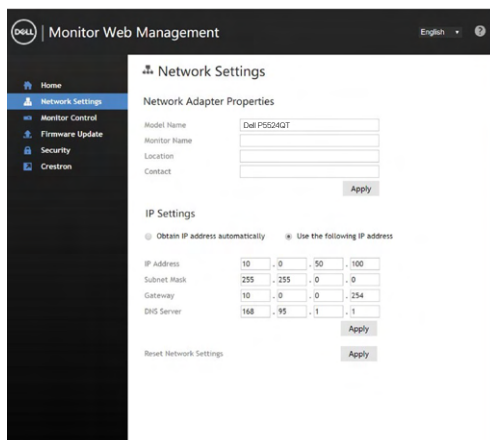 DELL | Monitor Web Management
English
?
Home
Network Settings
Monitor Control
Firmware Update
Security
Crestron
Network Settings
Network Adapter Properties
Model Name Dell P5524QT
Monitor Name
Location
Contact
Apply
IP Settings
Obtain IP address automatically Use the following IP address
IP Address 10 . 0 . 50 . 100
Subnet Mask 255 . 255 . 0 . 0
Gateway 10 . 0 . 0 . 254
DNS Server 168 . 95 . 1 . 1
Apply
Reset Network Settings Apply